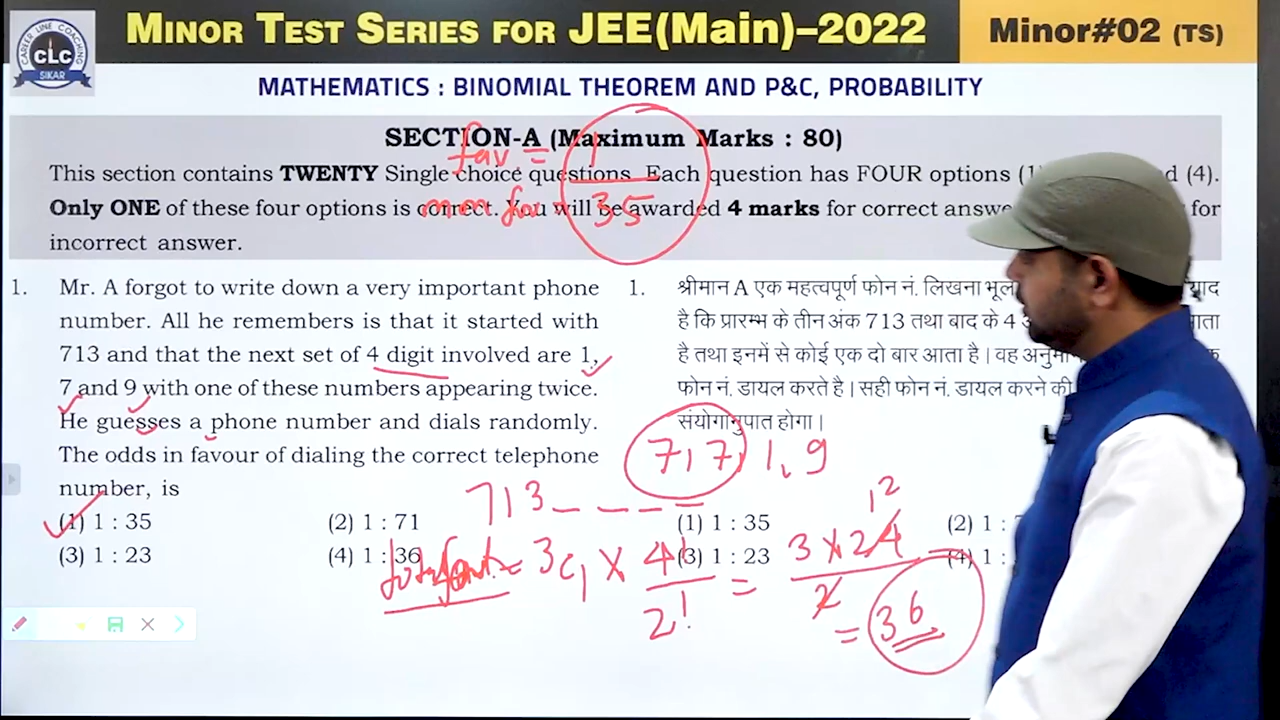 CAREER LINE COACHING
CLC
SIKAR
MINOR TEST SERIES FOR JEE(MAIN)–2022
Minor#02 (TS)
MATHEMATICS : BINOMIAL THEOREM AND P&C, PROBABILITY
SECTION-A (Maximum Marks : 80)
This section contains TWENTY Single choice questions. Each question has FOUR options (1) d (4).
Only ONE of these four options is correct. You will be awarded 4 marks for correct answe for
incorrect answer.
fav = 1
35
1. Mr. A forgot to write down a very important phone
number. All he remembers is that it started with
713 and that the next set of 4 digit involved are 1,
7 and 9 with one of these numbers appearing twice.
He guesses a phone number and dials randomly.
The odds in favour of dialing the correct telephone
number, is
(1) 1 : 35 (2) 1 : 71
(3) 1 : 23 (4) 1 : 36
1. श्रीमान A एक महत्वपूर्ण फोन नं. लिखना भूल याद
है कि प्रारम्भ के तीन अंक 713 तथा बाद के 4 ता
है तथा इनमें से कोई एक दो बार आता है। वह अनुमा
फोन नं. डायल करते है। सही फोन नं. डायल करने की
संयोगानुपात होगा।
(1) 1 : 35 (2) 1 :
(3) 1 : 23 (4) 1 :
7, 7, 1, 9
713 _ _ _ _
= 3C1 × 4! / 2! = 3 × 24 / 2 12
= 36